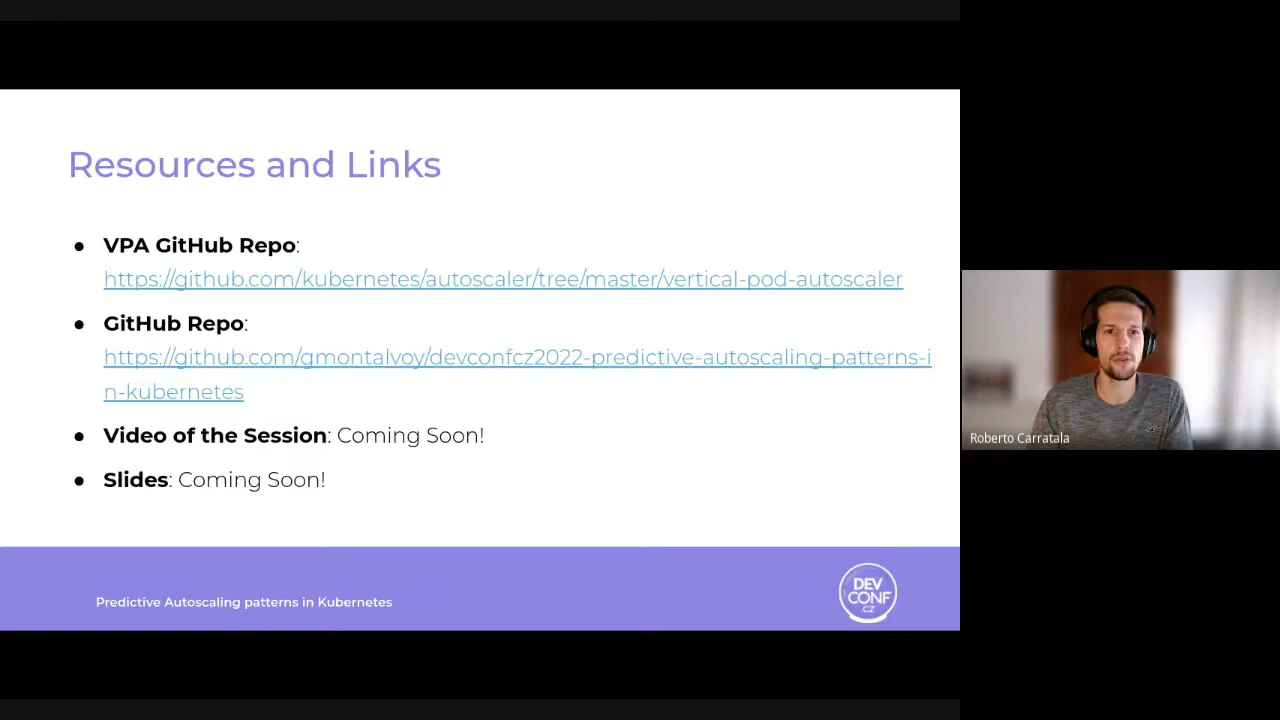 Resources and Links
● VPA GitHub Repo:
https://github.com/kubernetes/autoscaler/tree/master/vertical-pod-autoscaler
● GitHub Repo:
https://github.com/gmontalvoy/devconfcz2022-predictive-autoscaling-patterns-i
n-kubernetes
● Video of the Session: Coming Soon!
● Slides: Coming Soon!
Predictive Autoscaling patterns in Kubernetes
DEV
CONF
.CZ
Roberto Carratala